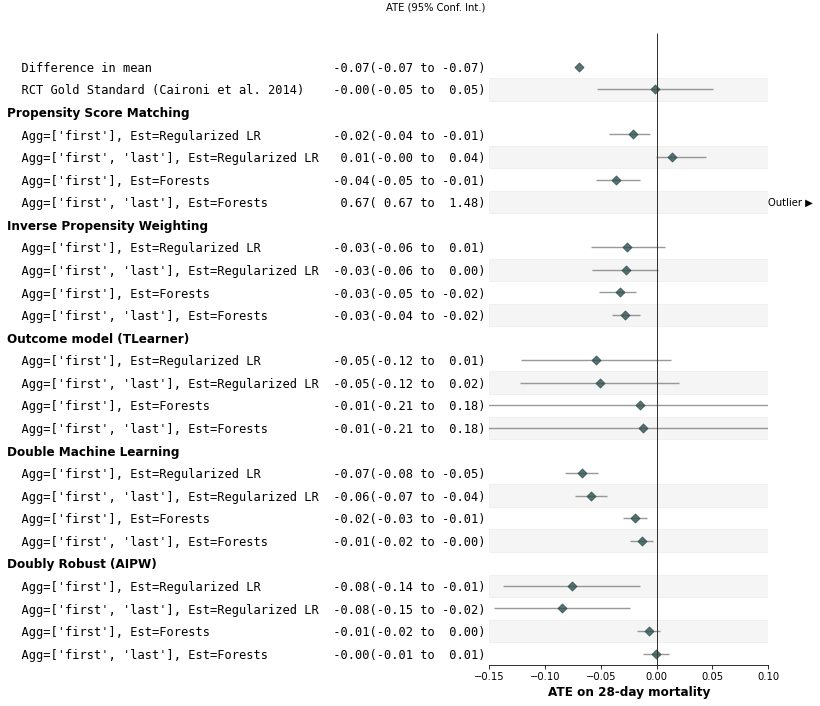 ATE (95% Conf. Int.)
Difference in mean -0.07(-0.07 to -0.07)
RCT Gold Standard (Caironi et al. 2014) -0.00(-0.05 to 0.05)
Propensity Score Matching
Agg=['first'], Est=Regularized LR -0.02(-0.04 to -0.01)
Agg=['first', 'last'], Est=Regularized LR 0.01(-0.00 to 0.04)
Agg=['first'], Est=Forests -0.04(-0.05 to -0.01)
Agg=['first', 'last'], Est=Forests 0.67( 0.67 to 1.48) Outlier ▶
Inverse Propensity Weighting
Agg=['first'], Est=Regularized LR -0.03(-0.06 to 0.01)
Agg=['first', 'last'], Est=Regularized LR -0.03(-0.06 to 0.00)
Agg=['first'], Est=Forests -0.03(-0.05 to -0.02)
Agg=['first', 'last'], Est=Forests -0.03(-0.04 to -0.02)
Outcome model (TLearner)
Agg=['first'], Est=Regularized LR -0.05(-0.12 to 0.01)
Agg=['first', 'last'], Est=Regularized LR -0.05(-0.12 to 0.02)
Agg=['first'], Est=Forests -0.01(-0.21 to 0.18)
Agg=['first', 'last'], Est=Forests -0.01(-0.21 to 0.18)
Double Machine Learning
Agg=['first'], Est=Regularized LR -0.07(-0.08 to -0.05)
Agg=['first', 'last'], Est=Regularized LR -0.06(-0.07 to -0.04)
Agg=['first'], Est=Forests -0.02(-0.03 to -0.01)
Agg=['first', 'last'], Est=Forests -0.01(-0.02 to -0.00)
Doubly Robust (AIPW)
Agg=['first'], Est=Regularized LR -0.08(-0.14 to -0.01)
Agg=['first', 'last'], Est=Regularized LR -0.08(-0.15 to -0.02)
Agg=['first'], Est=Forests -0.01(-0.02 to 0.00)
Agg=['first', 'last'], Est=Forests -0.00(-0.01 to 0.01)
−0.15 −0.10 −0.05 0.00 0.05 0.10
ATE on 28-day mortality